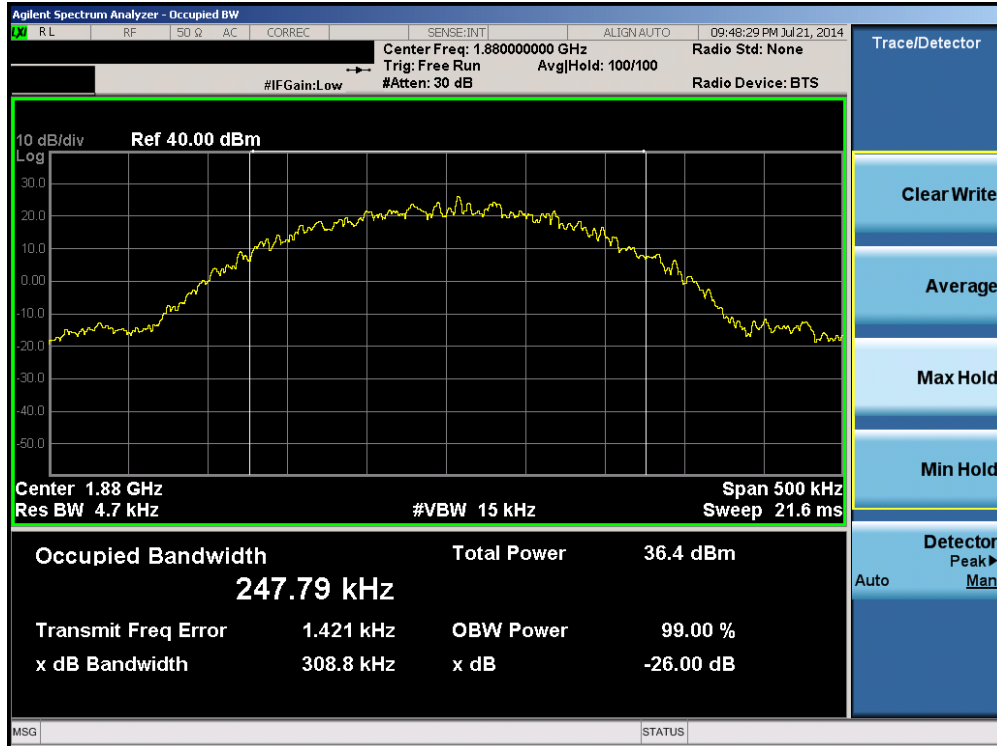 Agilent Spectrum Analyzer - Occupied BW
LXI RL RF 50 Ω AC CORREC SENSE:INT ALIGN AUTO 09:48:29 PM Jul 21, 2014
Center Freq: 1.880000000 GHz Radio Std: None
Trig: Free Run Avg|Hold: 100/100
#IFGain:Low #Atten: 30 dB Radio Device: BTS
10 dB/div Ref 40.00 dBm
Log
30.0
20.0
10.0
0.00
-10.0
-20.0
-30.0
-40.0
-50.0
Center 1.88 GHz Span 500 kHz
Res BW 4.7 kHz #VBW 15 kHz Sweep 21.6 ms
Occupied Bandwidth Total Power 36.4 dBm
247.79 kHz
Transmit Freq Error 1.421 kHz OBW Power 99.00 %
x dB Bandwidth 308.8 kHz x dB -26.00 dB
MSG STATUS
Trace/Detector
Clear Write
Average
Max Hold
Min Hold
Detector
Peak▶
Auto Man